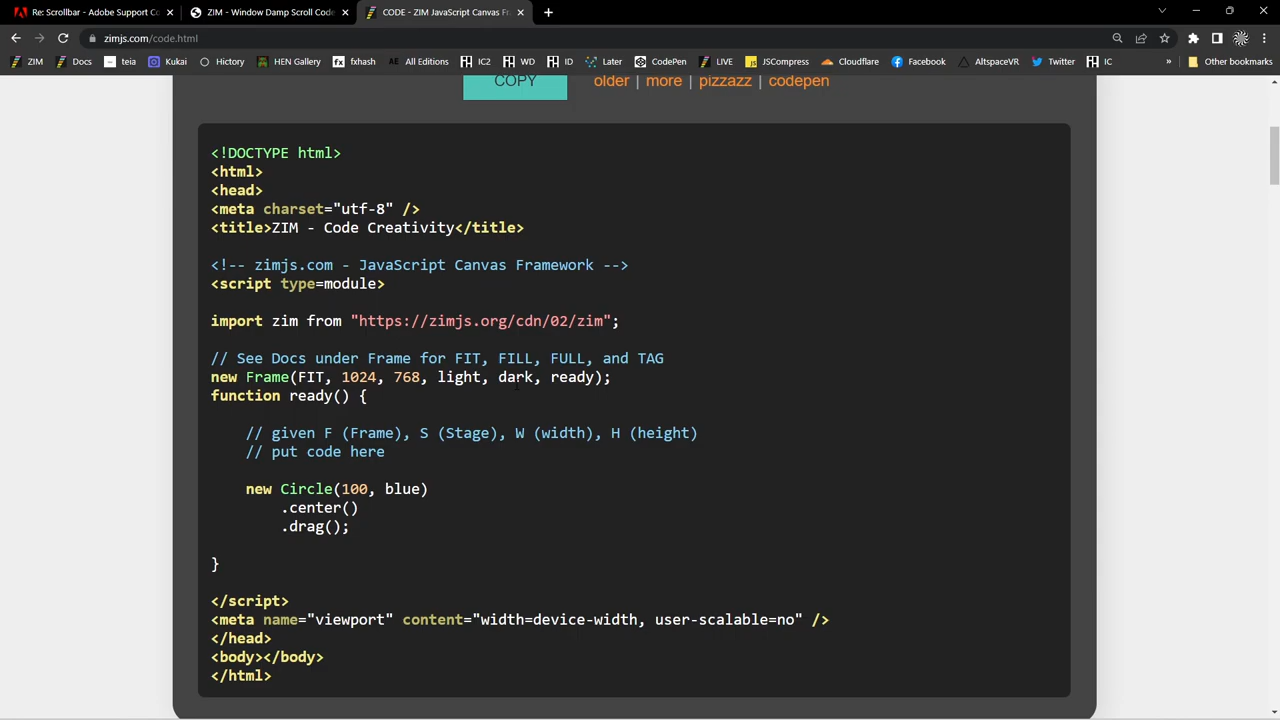 Re: Scrollbar - Adobe Support Co
ZIM - Window Damp Scroll Code
CODE - ZIM JavaScript Canvas Fr
zimjs.com/code.html
ZIM
Docs
teia
Kukai
History
HEN Gallery
fxhash
All Editions
IC2
WD
ID
Later
CodePen
LIVE
JSCompress
Cloudflare
Facebook
AltspaceVR
Twitter
IC
»
Other bookmarks
COPY
older | more | pizzazz | codepen
<!DOCTYPE html>
<html>
<head>
<meta charset="utf-8" />
<title>ZIM - Code Creativity</title>
<!-- zimjs.com - JavaScript Canvas Framework -->
<script type=module>
import zim from "https://zimjs.org/cdn/02/zim";
// See Docs under Frame for FIT, FILL, FULL, and TAG
new Frame(FIT, 1024, 768, light, dark, ready);
function ready() {
// given F (Frame), S (Stage), W (width), H (height)
// put code here
new Circle(100, blue)
.center()
.drag();
}
</script>
<meta name="viewport" content="width=device-width, user-scalable=no" />
</head>
<body></body>
</html>